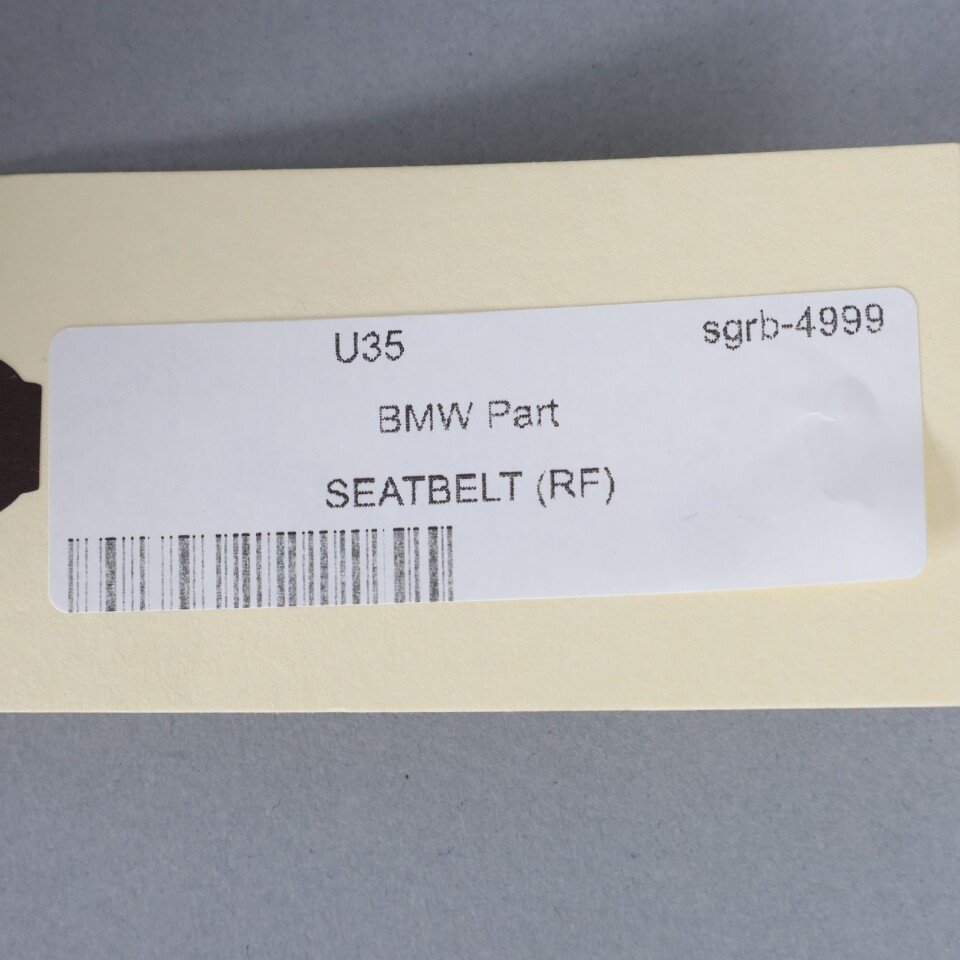 U35 sgrb-4999
BMW Part
SEATBELT (RF)